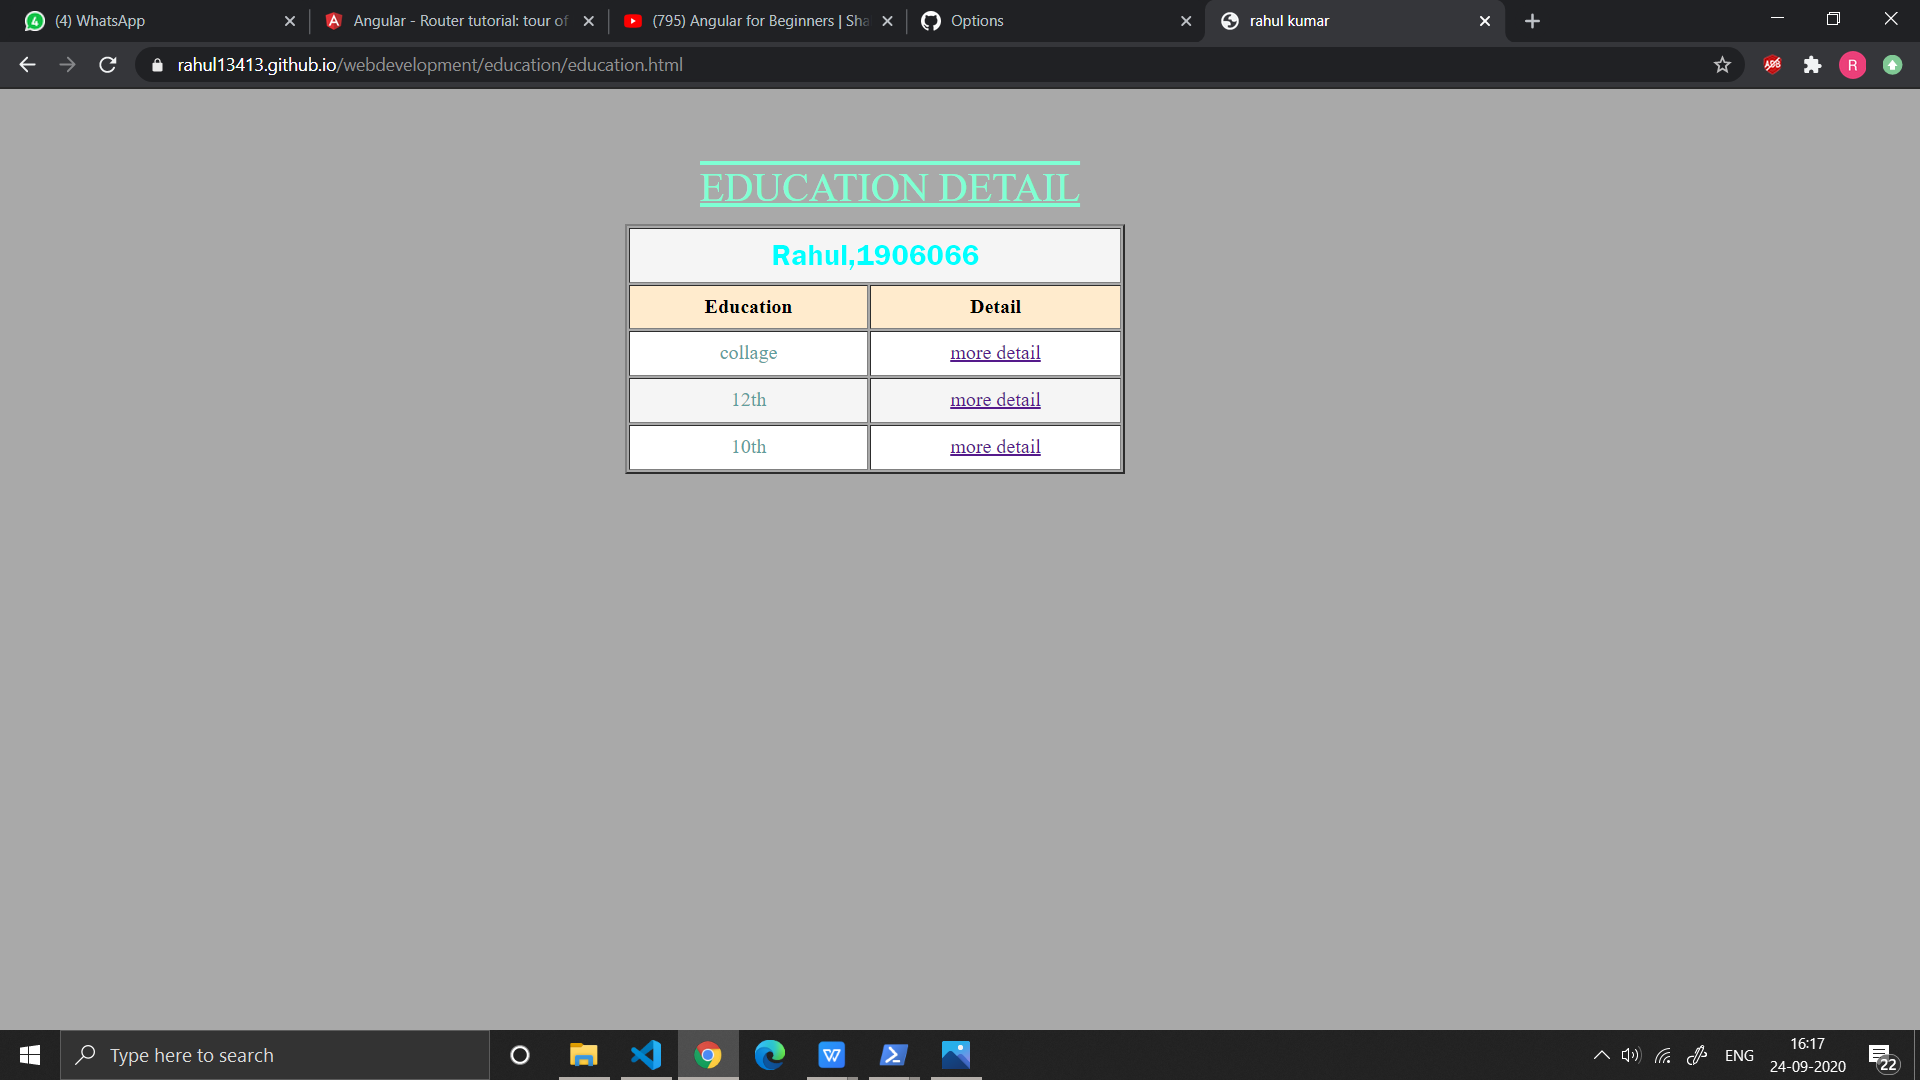 (4) WhatsApp
Angular - Router tutorial: tour of
(795) Angular for Beginners | Sha
Options
rahul kumar
rahul13413.github.io/webdevelopment/education/education.html
R
EDUCATION DETAIL
Rahul,1906066
Education Detail
collage more detail
12th more detail
10th more detail
Type here to search
ENG
16:17
24-09-2020
22